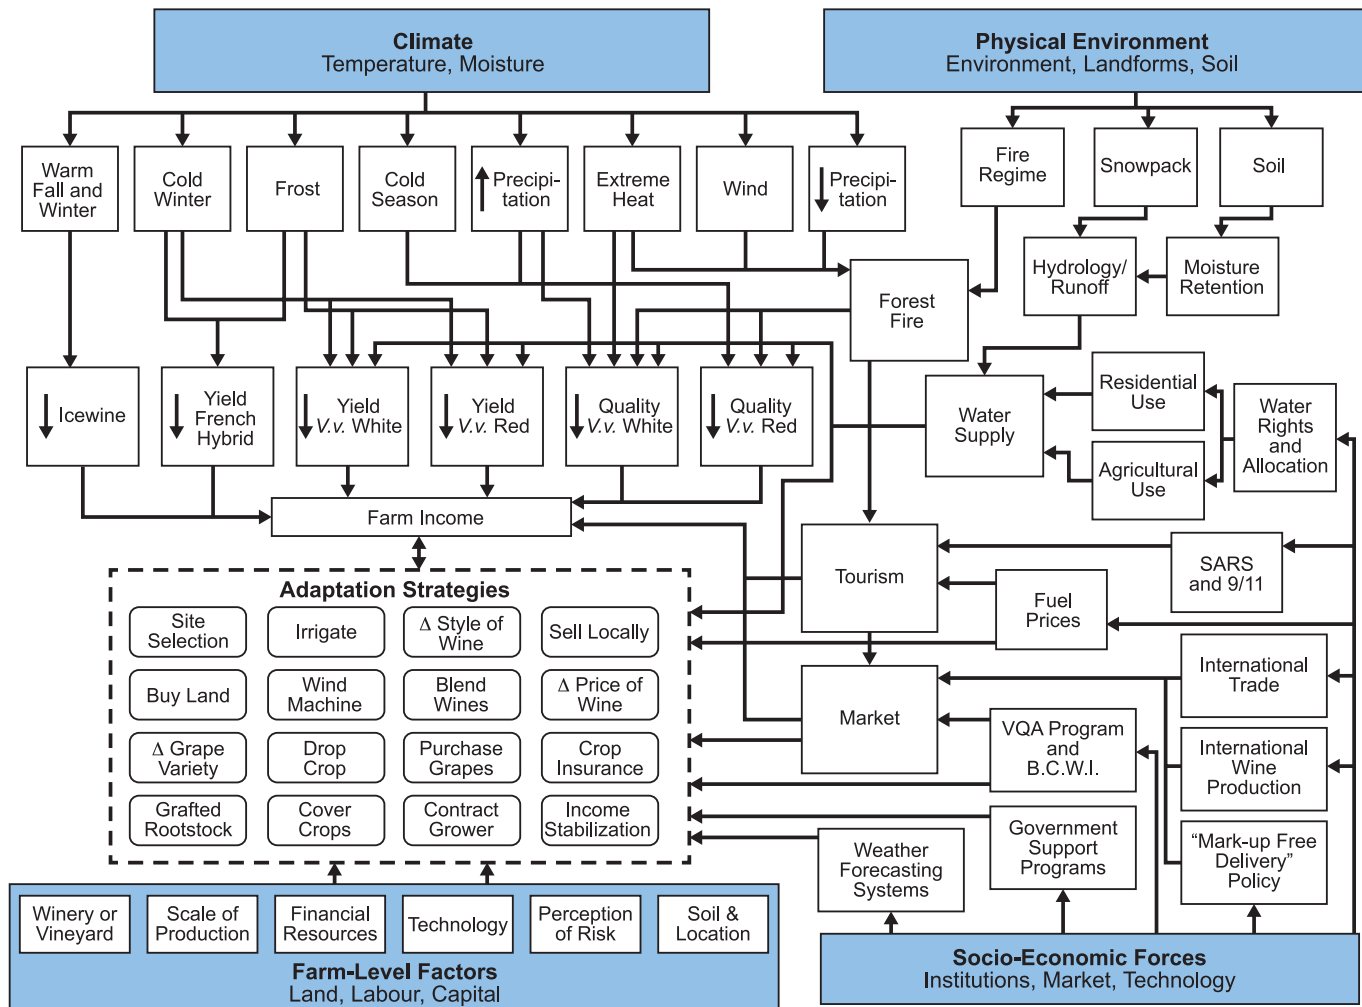 Climate
Temperature, Moisture
Physical Environment
Environment, Landforms, Soil
Warm
Fall and
Winter
Cold
Winter
Frost
Cold
Season
Precipi-
tation
Extreme
Heat
Wind
Precipi-
tation
Fire
Regime
Snowpack
Soil
Hydrology/
Runoff
Moisture
Retention
Forest
Fire
Icewine
Yield
French
Hybrid
Yield
V.v. White
Yield
V.v. Red
Quality
V.v. White
Quality
V.v. Red
Water
Supply
Residential
Use
Agricultural
Use
Water
Rights
and
Allocation
Farm Income
Tourism
SARS
and 9/11
Fuel
Prices
Market
International
Trade
VQA Program
and
B.C.W.I.
International
Wine
Production
Government
Support
Programs
"Mark-up Free
Delivery"
Policy
Weather
Forecasting
Systems
Adaptation Strategies
Site
Selection
Irrigate
Δ Style of
Wine
Sell Locally
Buy Land
Wind
Machine
Blend
Wines
Δ Price of
Wine
Δ Grape
Variety
Drop
Crop
Purchase
Grapes
Crop
Insurance
Grafted
Rootstock
Cover
Crops
Contract
Grower
Income
Stabilization
Winery or
Vineyard
Scale of
Production
Financial
Resources
Technology
Perception
of Risk
Soil &
Location
Farm-Level Factors
Land, Labour, Capital
Socio-Economic Forces
Institutions, Market, Technology